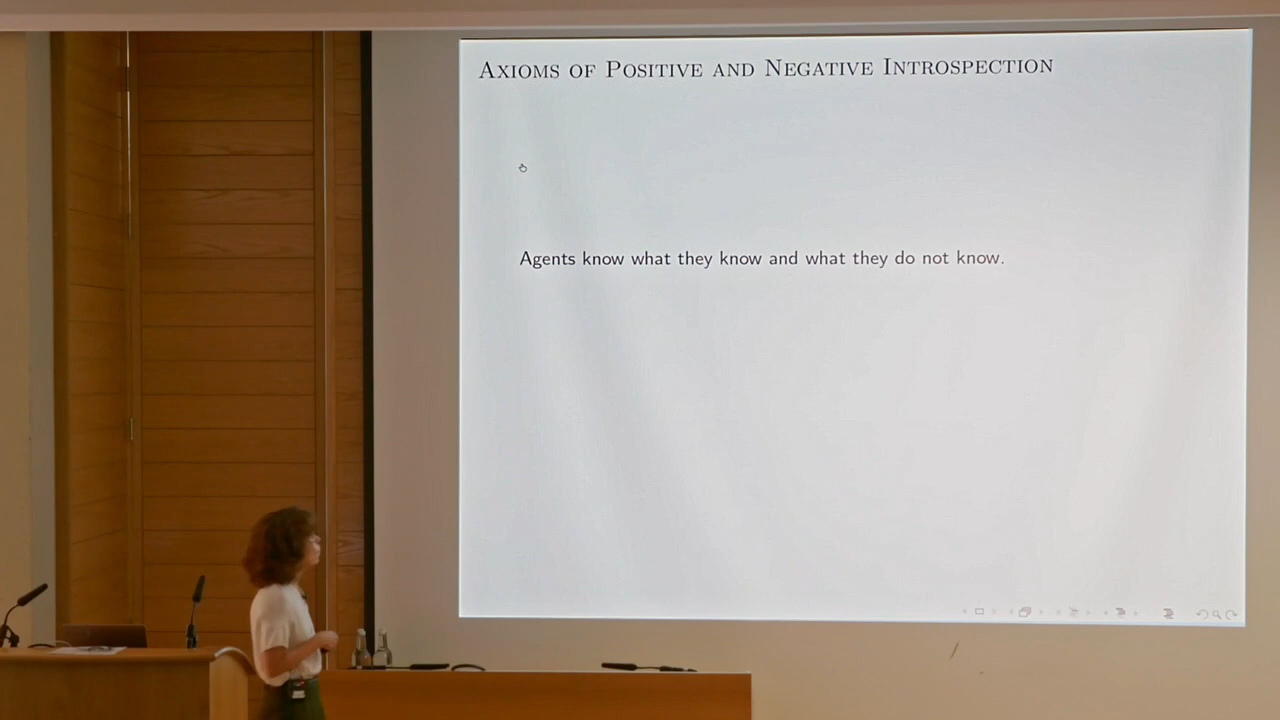 Axioms of Positive and Negative Introspection
Agents know what they know and what they do not know.